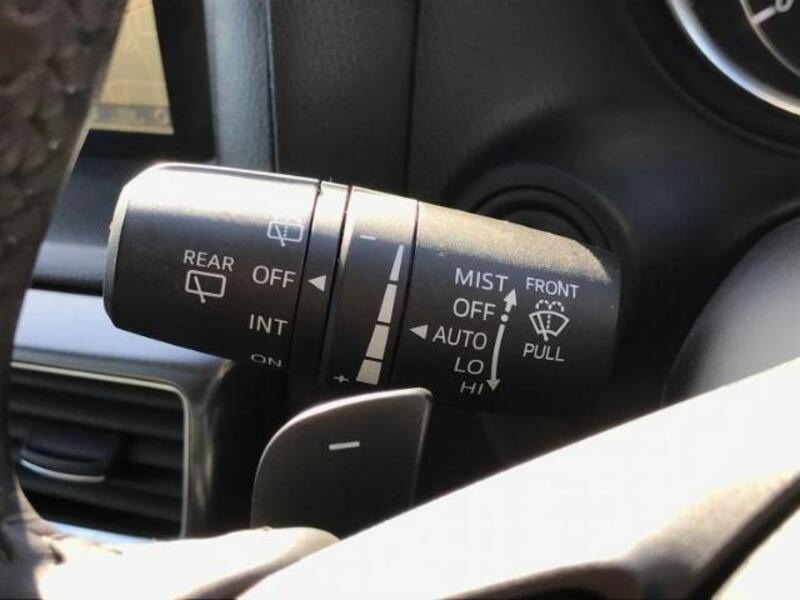 REAR
OFF
INT
ON
−
+
MIST
OFF
AUTO
LO
HI
FRONT
PULL
−